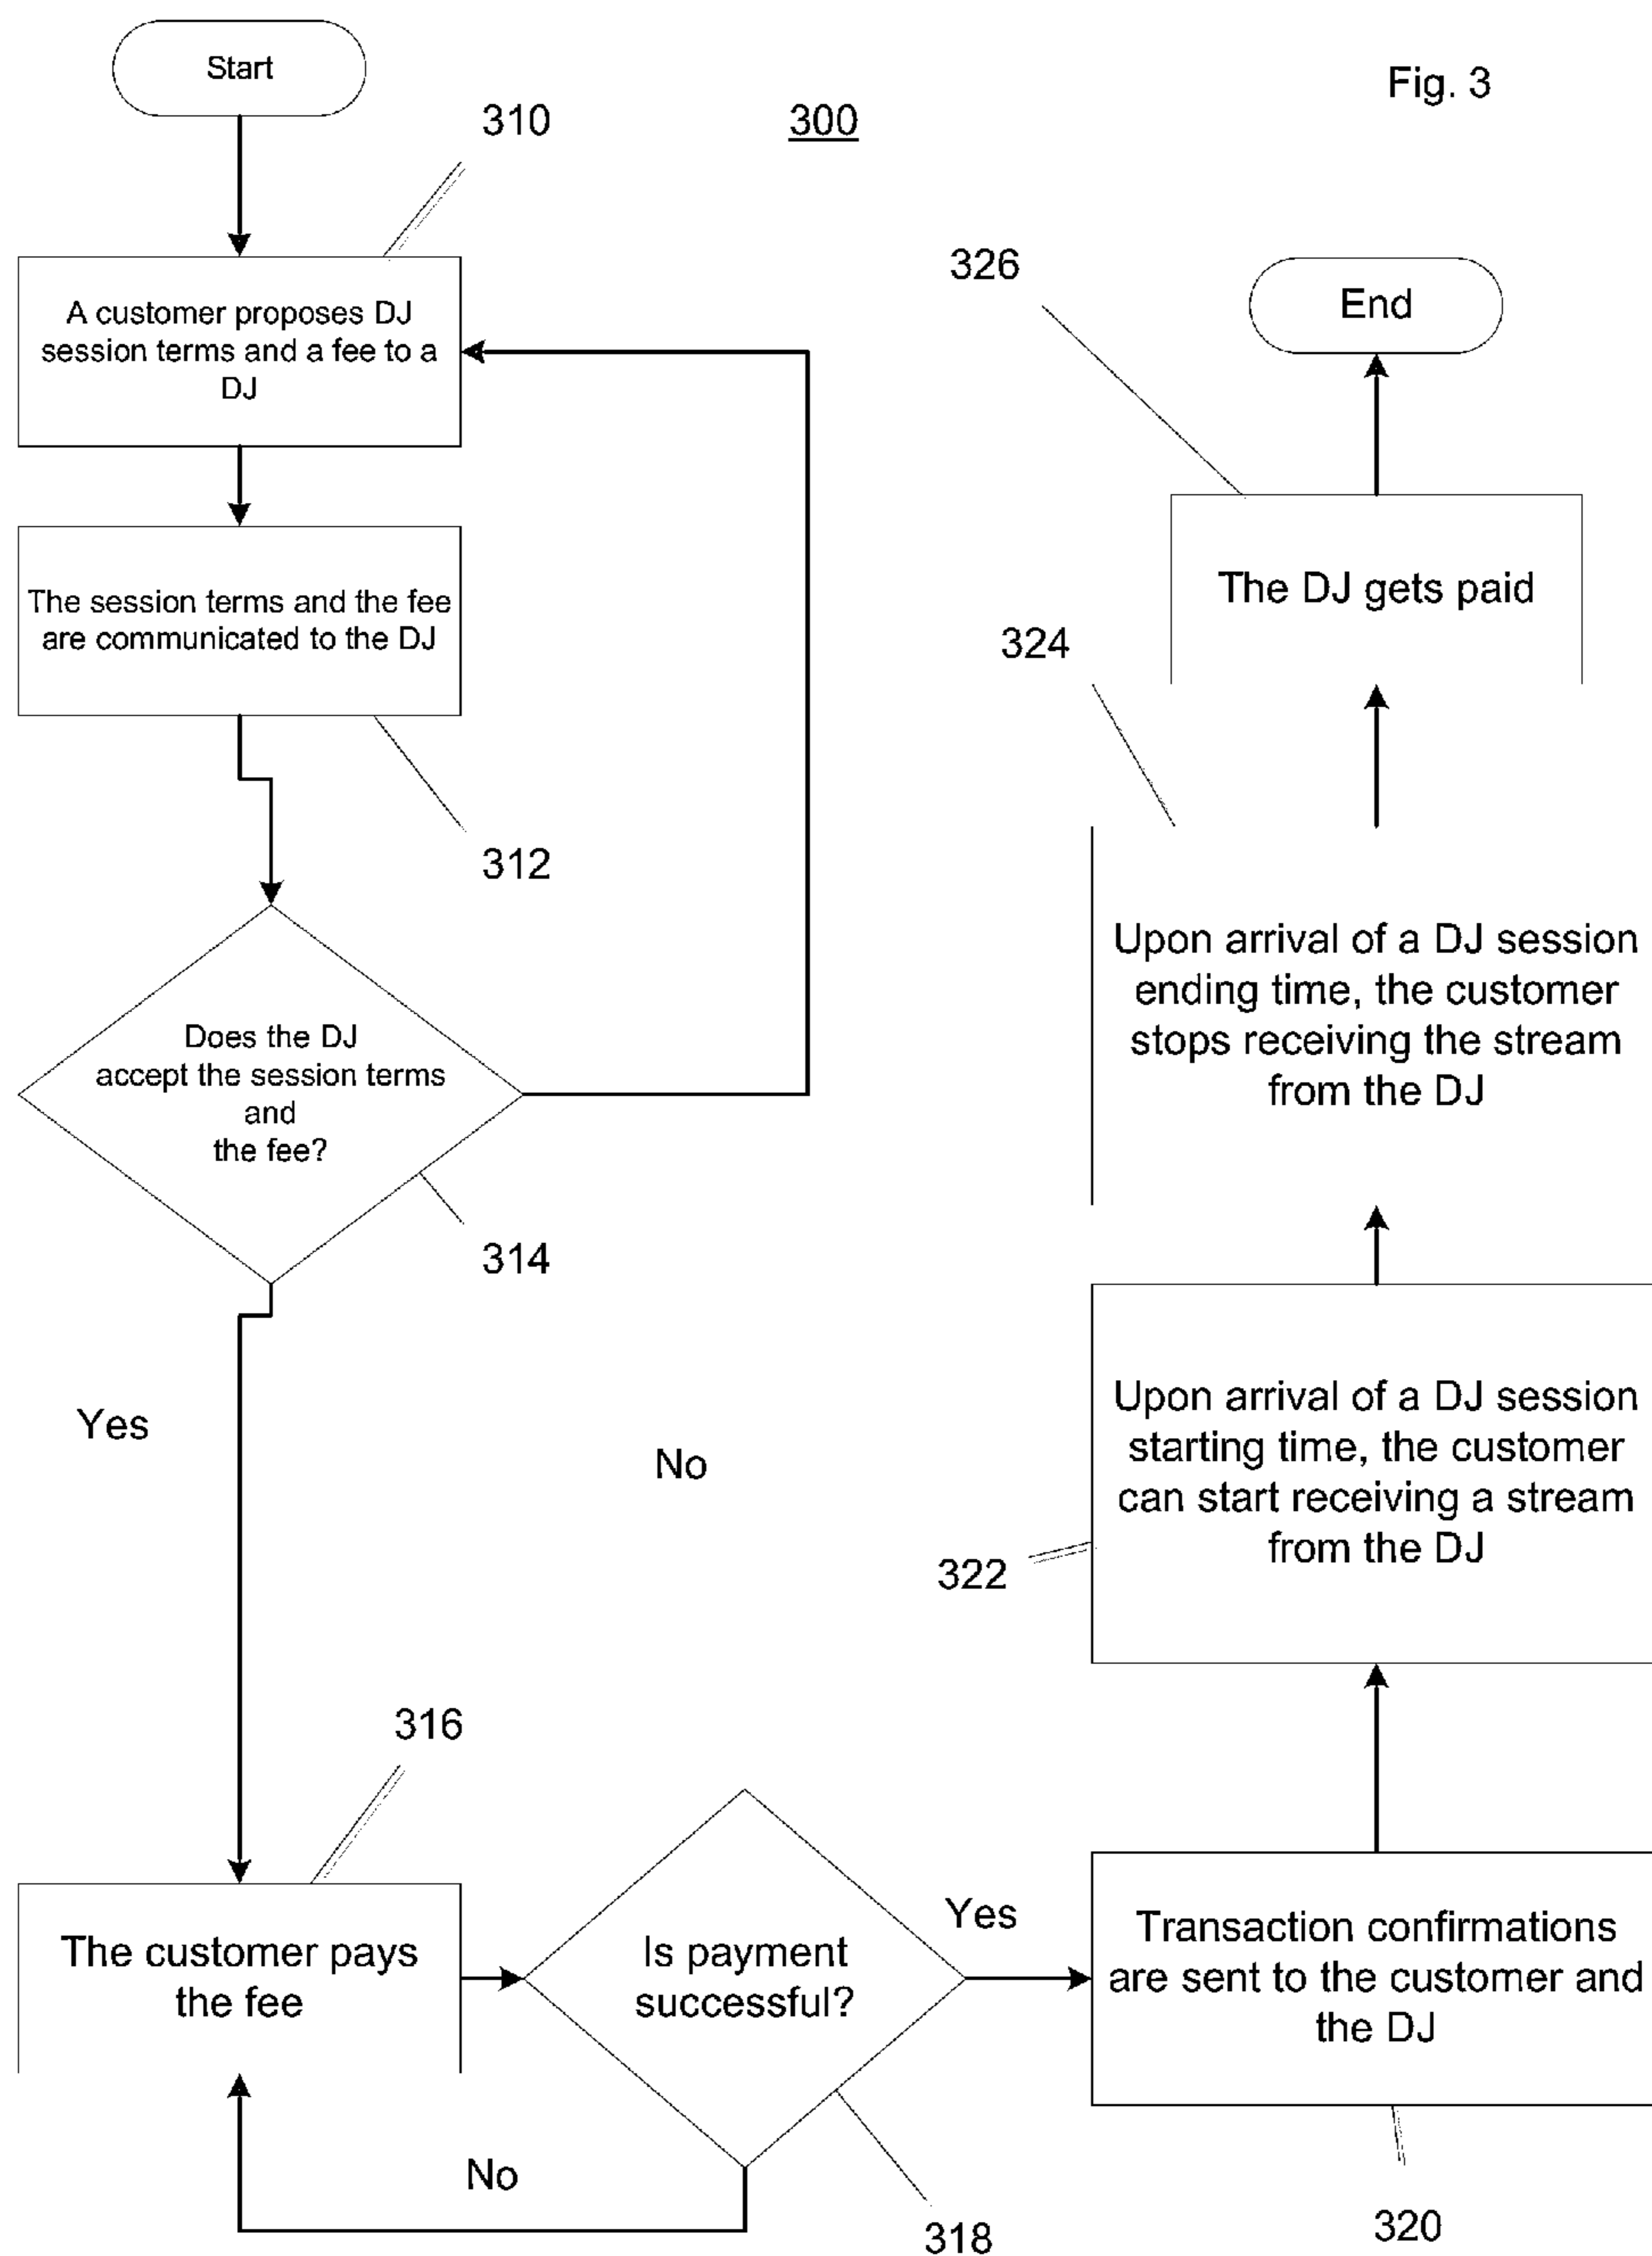 Start
Fig. 3
310
300
A customer proposes DJ
session terms and a fee to a
DJ
326
End
The session terms and the fee
are communicated to the DJ
312
The DJ gets paid
324
Does the DJ
accept the session terms
and
the fee?
314
Upon arrival of a DJ session
ending time, the customer
stops receiving the stream
from the DJ
Yes
No
Upon arrival of a DJ session
starting time, the customer
can start receiving a stream
from the DJ
322
316
The customer pays
the fee
Is payment
successful?
Yes
Transaction confirmations
are sent to the customer and
the DJ
No
318
320